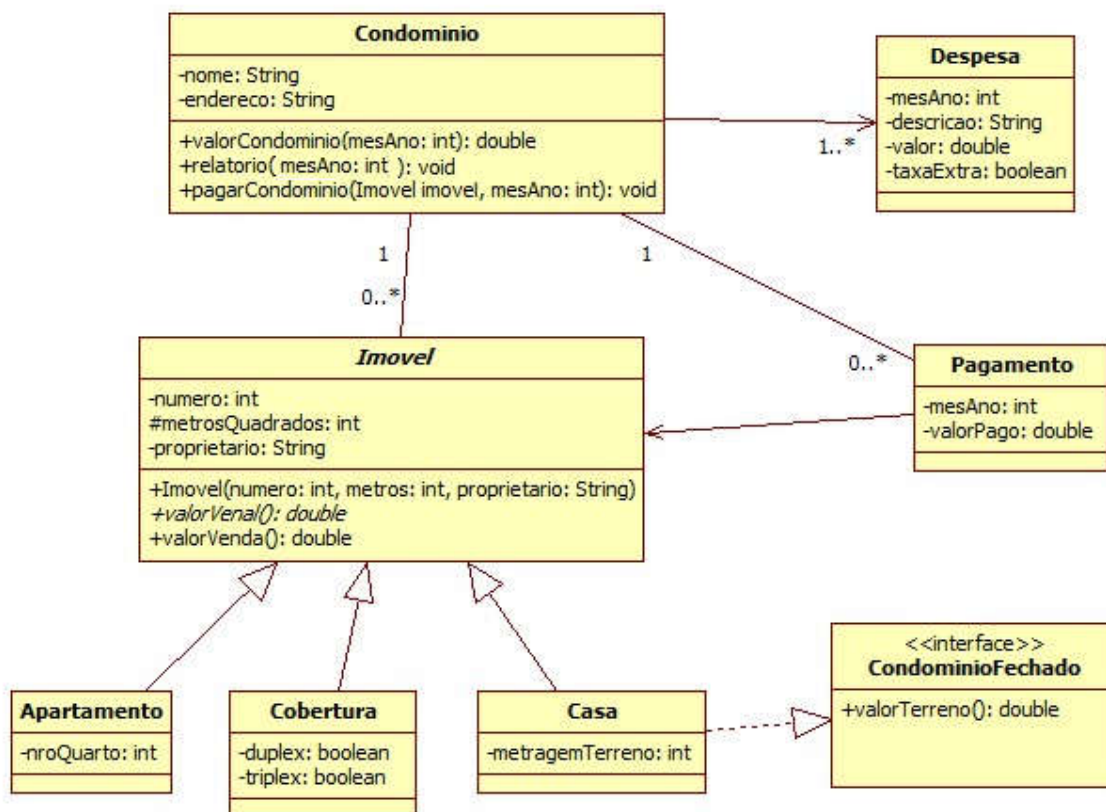 Condominio
-nome: String
-endereco: String
+valorCondominio(mesAno: int): double
+relatorio( mesAno: int ): void
+pagarCondominio(Imovel imovel, mesAno: int): void
Despesa
-mesAno: int
-descricao: String
-valor: double
-taxaExtra: boolean
1..*
1
1
0..*
0..*
Imovel
-numero: int
#metrosQuadrados: int
-proprietario: String
+Imovel(numero: int, metros: int, proprietario: String)
+valorVenal(): double
+valorVenda(): double
Pagamento
-mesAno: int
-valorPago: double
Apartamento
-nroQuarto: int
Cobertura
-duplex: boolean
-triplex: boolean
Casa
-metragemTerreno: int
<<interface>>
CondominioFechado
+valorTerreno(): double